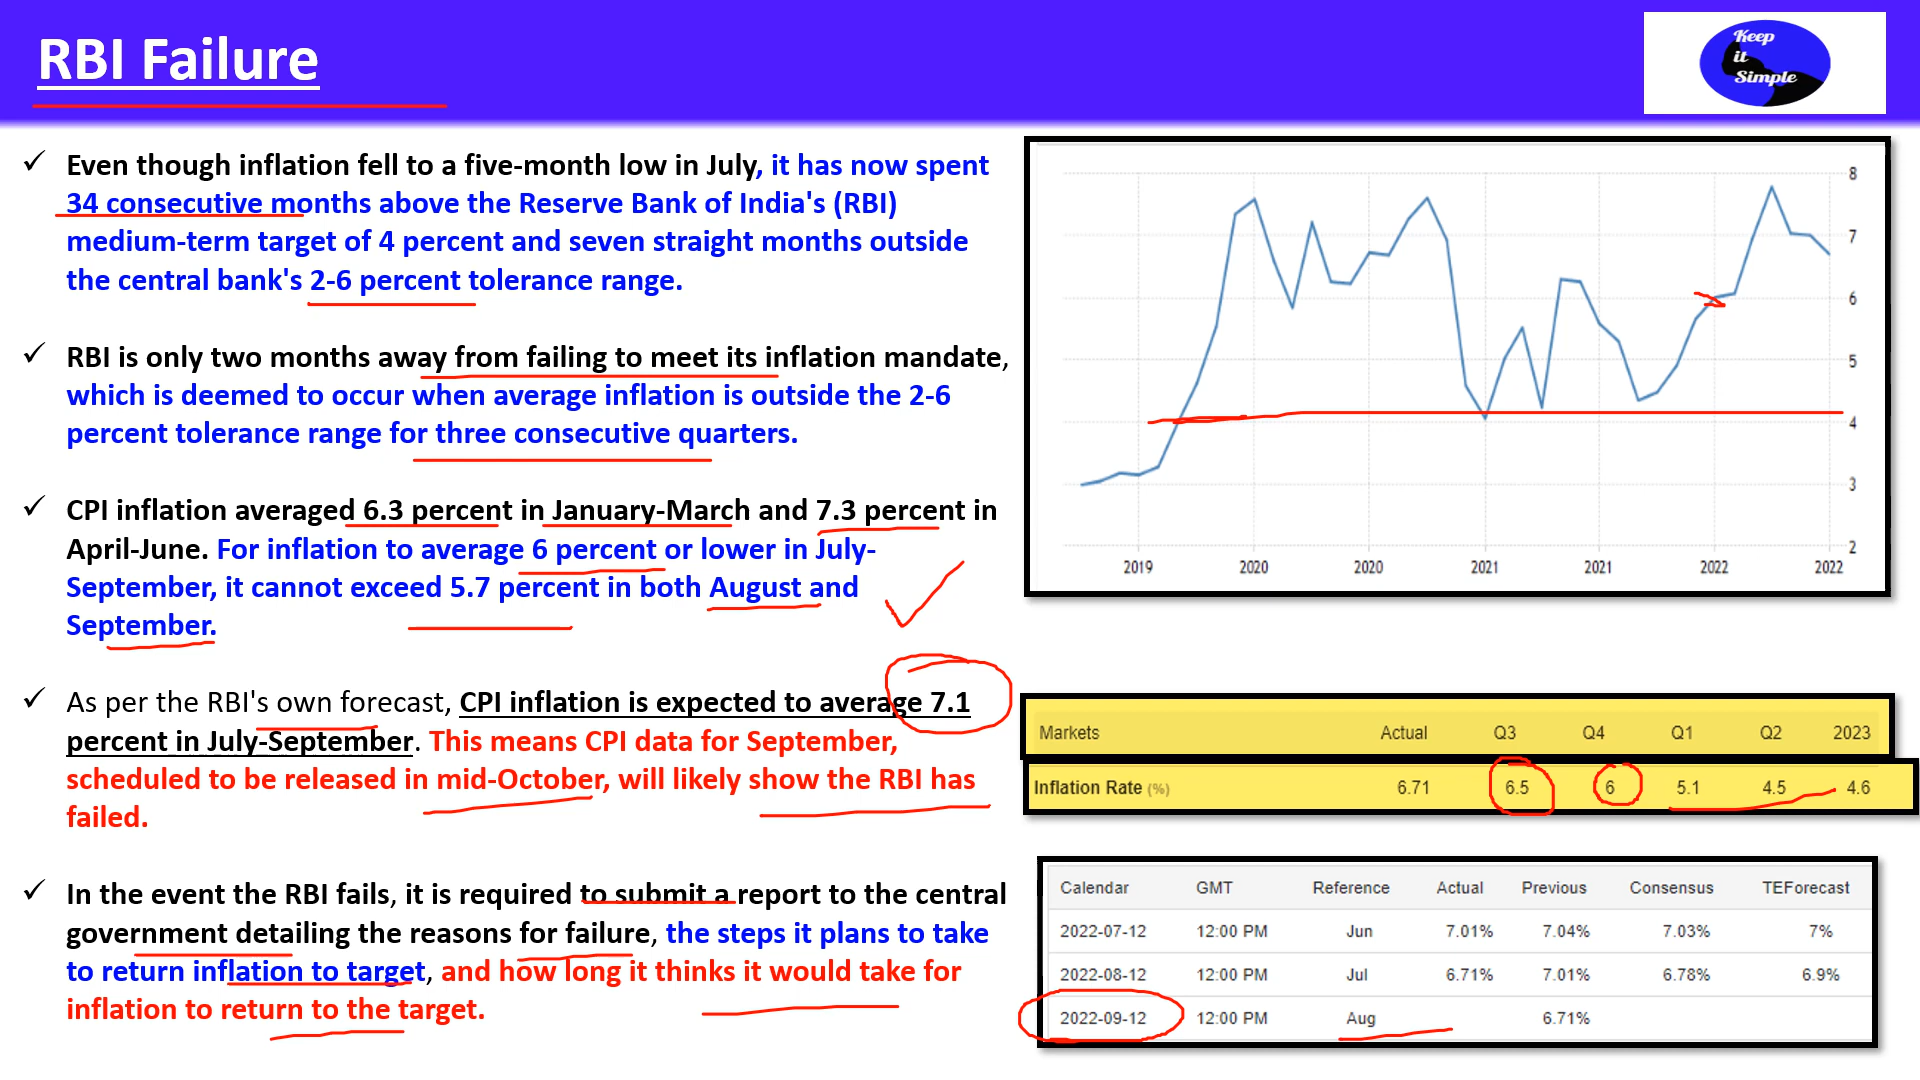 RBI Failure
Keep
it
Simple
✓ Even though inflation fell to a five-month low in July, it has now spent
34 consecutive months above the Reserve Bank of India's (RBI)
medium-term target of 4 percent and seven straight months outside
the central bank's 2-6 percent tolerance range.
✓ RBI is only two months away from failing to meet its inflation mandate,
which is deemed to occur when average inflation is outside the 2-6
percent tolerance range for three consecutive quarters.
✓ CPI inflation averaged 6.3 percent in January-March and 7.3 percent in
April-June. For inflation to average 6 percent or lower in July-
September, it cannot exceed 5.7 percent in both August and
September.
✓ As per the RBI's own forecast, CPI inflation is expected to average 7.1
percent in July-September. This means CPI data for September,
scheduled to be released in mid-October, will likely show the RBI has
failed.
✓ In the event the RBI fails, it is required to submit a report to the central
government detailing the reasons for failure, the steps it plans to take
to return inflation to target, and how long it thinks it would take for
inflation to return to the target.
8
7
6
5
4
3
2
2019 2020 2020 2021 2021 2022 2022
Markets Actual Q3 Q4 Q1 Q2 2023
Inflation Rate (%) 6.71 6.5 6 5.1 4.5 4.6
Calendar GMT Reference Actual Previous Consensus TEForecast
2022-07-12 12:00 PM Jun 7.01% 7.04% 7.03% 7%
2022-08-12 12:00 PM Jul 6.71% 7.01% 6.78% 6.9%
2022-09-12 12:00 PM Aug 6.71%